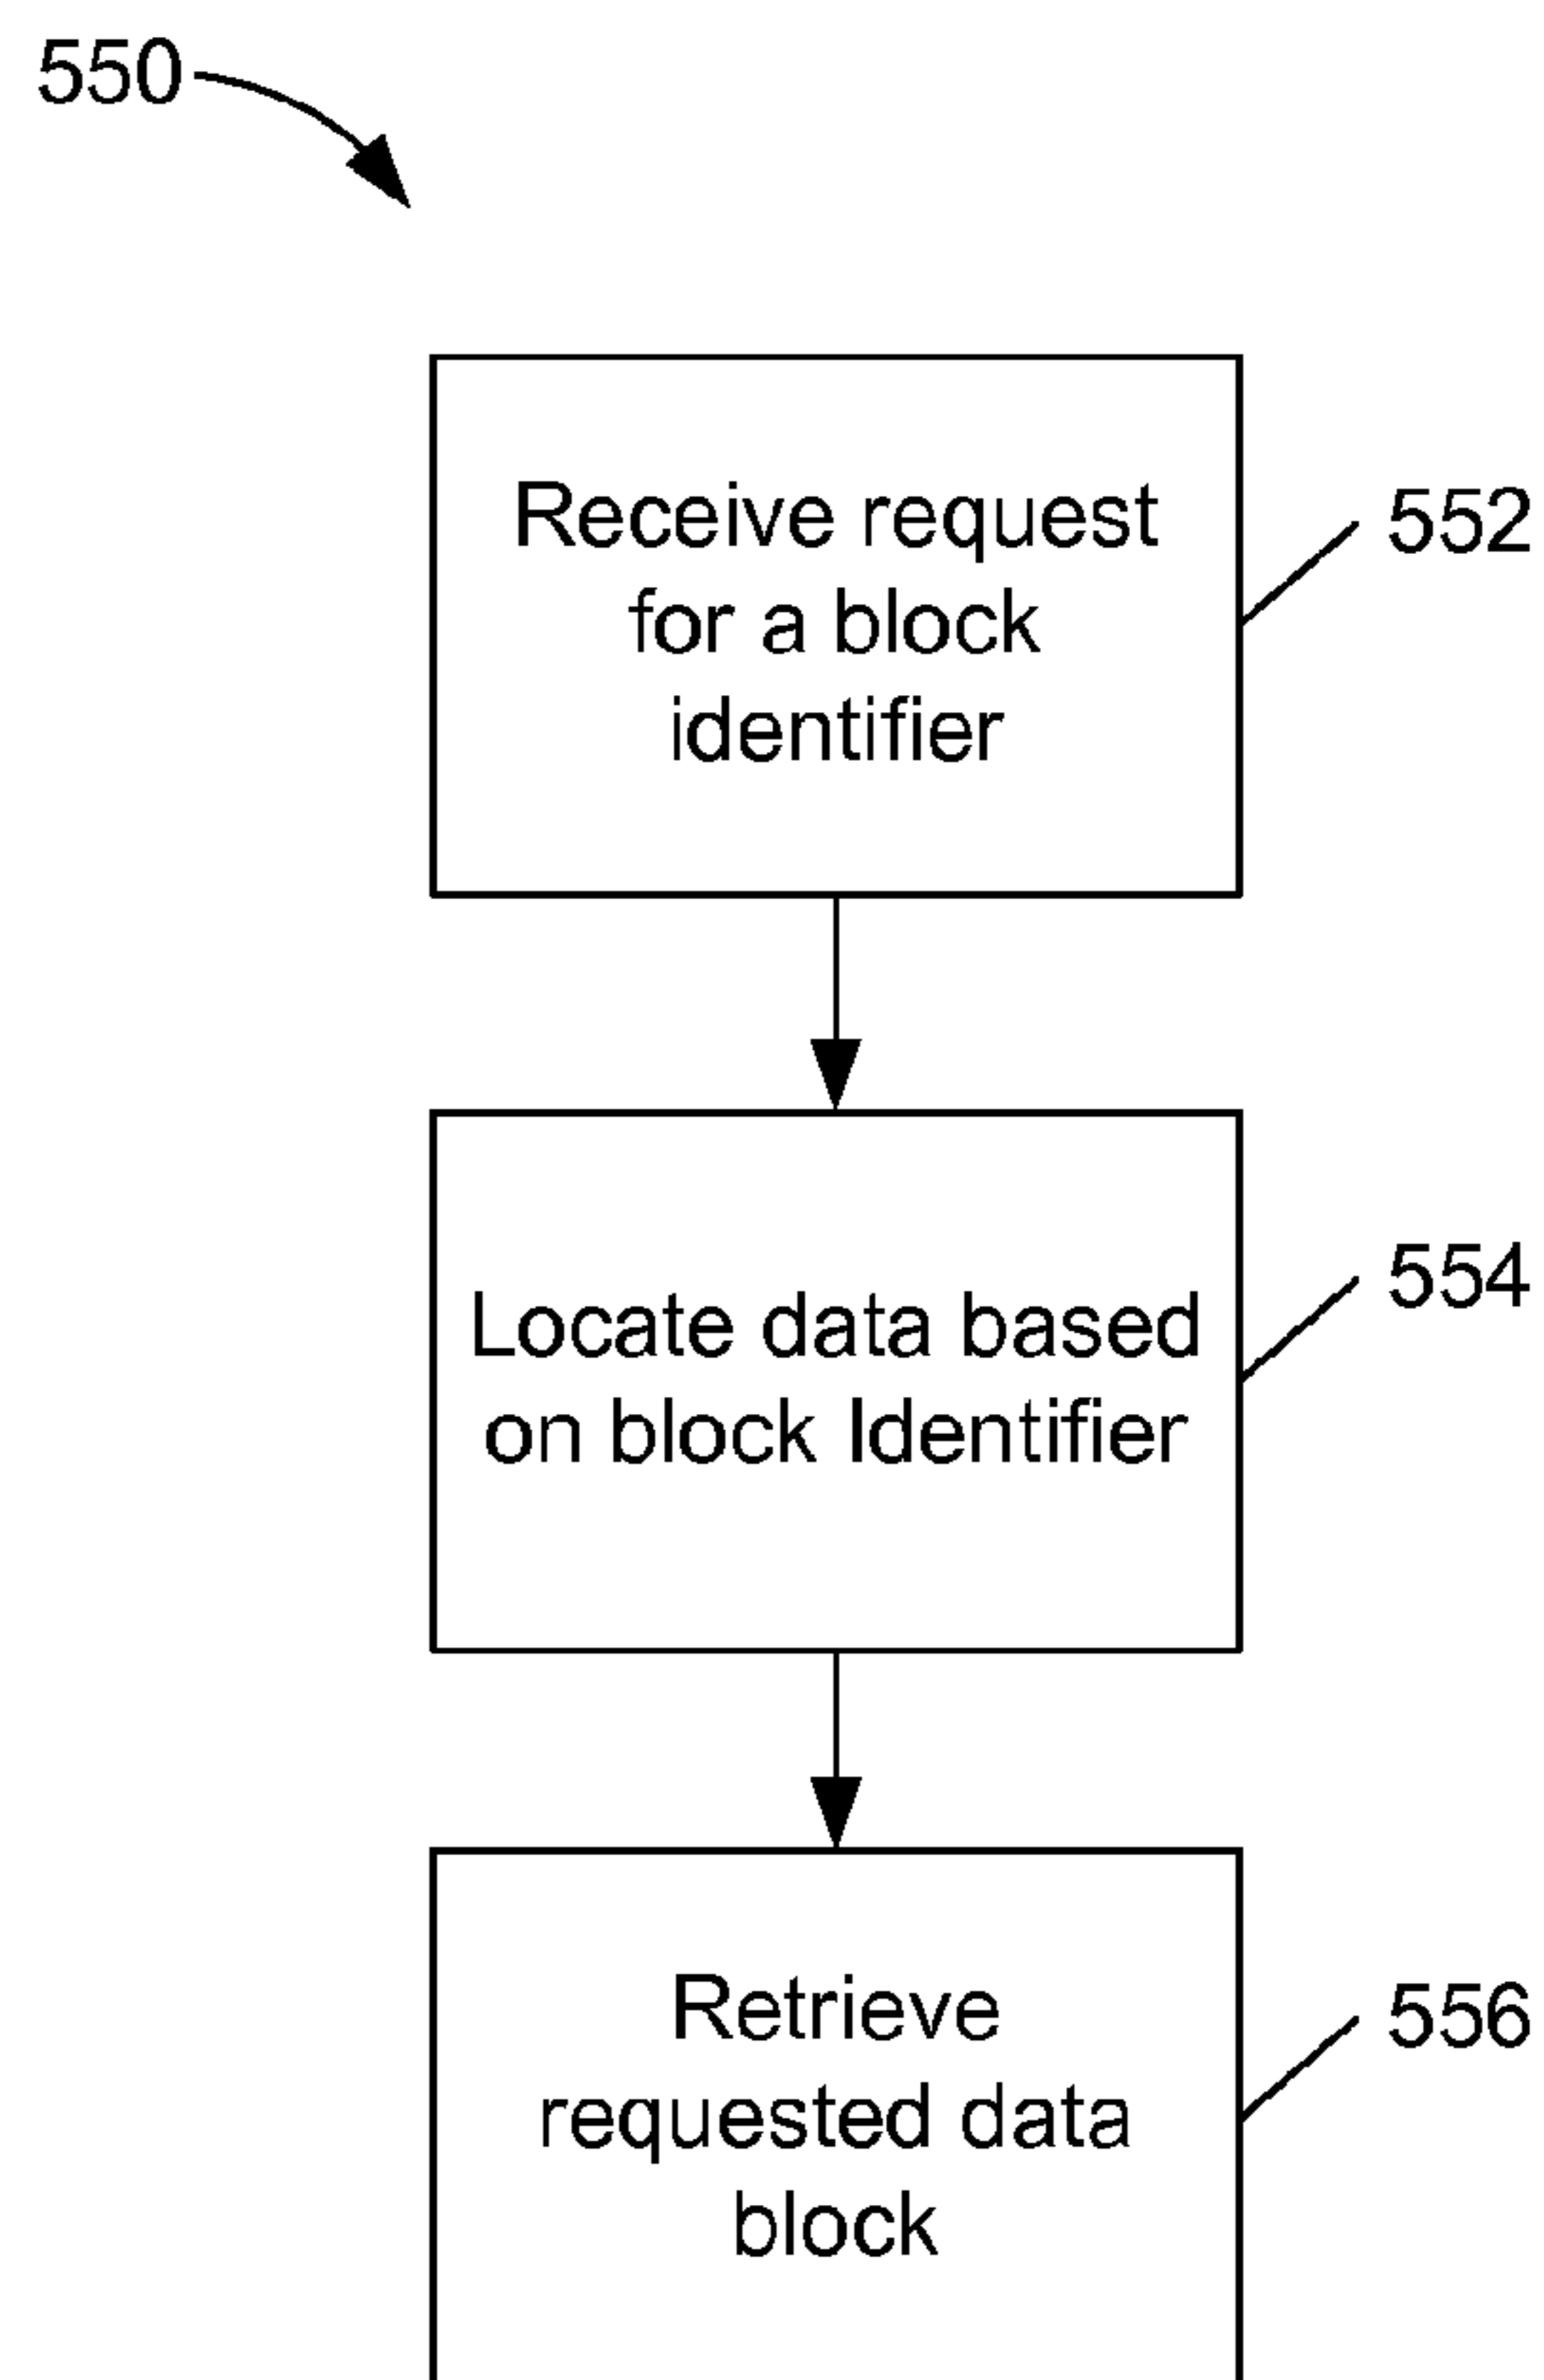 550
Receive request
for a block
identifier
552
Locate data based
on block Identifier
554
Retrieve
requested data
block
556